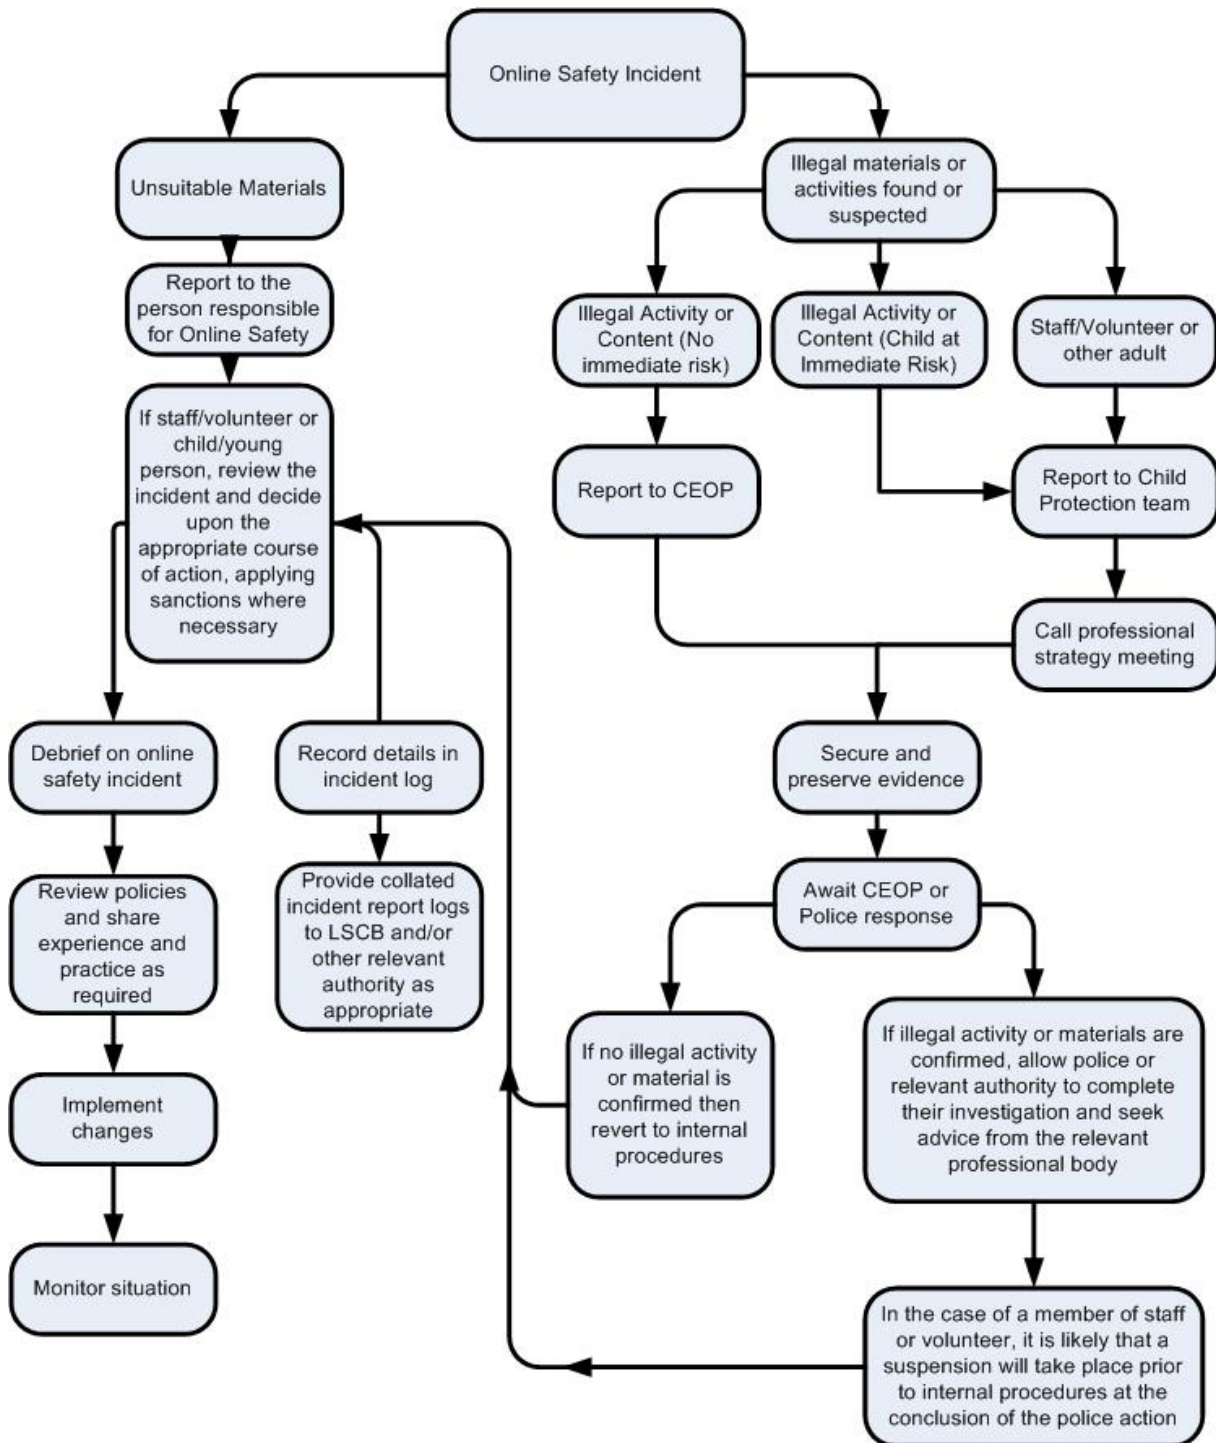 Online Safety Incident
Unsuitable Materials
Report to the
person responsible
for Online Safety
If staff/volunteer or
child/young
person, review the
incident and decide
upon the
appropriate course
of action, applying
sanctions where
necessary
Debrief on online
safety incident
Review policies
and share
experience and
practice as
required
Implement
changes
Monitor situation
Record details in
incident log
Provide collated
incident report logs
to LSCB and/or
other relevant
authority as
appropriate
Illegal materials or
activities found or
suspected
Illegal Activity or
Content (No
immediate risk)
Illegal Activity or
Content (Child at
Immediate Risk)
Staff/Volunteer or
other adult
Report to CEOP
Report to Child
Protection team
Call professional
strategy meeting
Secure and
preserve evidence
Await CEOP or
Police response
If no illegal activity
or material is
confirmed then
revert to internal
procedures
If illegal activity or materials are
confirmed, allow police or
relevant authority to complete
their investigation and seek
advice from the relevant
professional body
In the case of a member of staff
or volunteer, it is likely that a
suspension will take place prior
to internal procedures at the
conclusion of the police action